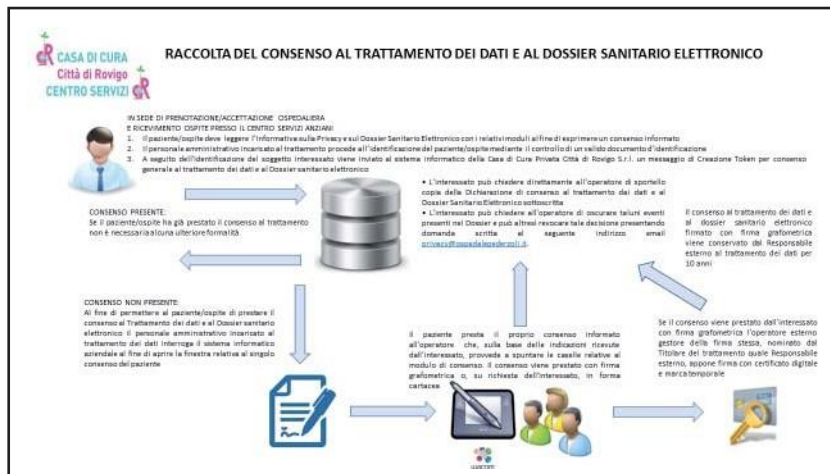 CASA DI CURA
Città di Rovigo
CENTRO SERVIZI
RACCOLTA DEL CONSENSO AL TRATTAMENTO DEI DATI E AL DOSSIER SANITARIO ELETTRONICO
IN SEDE DI PRENOTAZIONE/ACCETTAZIONE OSPEDALIERA
E RICEVIMENTO OSPITE PRESSO IL CENTRO SERVIZI ANZIANI
1. Il paziente/ospite deve leggere l'Informativa sulla Privacy e sul Dossier Sanitario Elettronico con i relativi moduli al fine di esprimere un consenso informato
2. Il personale amministrativo incaricato al trattamento procede all'identificazione del paziente/ospite mediante il controllo di un valido documento d'identificazione
3. A seguito dell'identificazione del soggetto interessato viene inviato al sistema informatico della Casa di Cura Privata Città di Rovigo S.r.l. un messaggio di Creazione Token per consenso
generale al trattamento dei dati e al Dossier sanitario elettronico
CONSENSO PRESENTE:
Se il paziente/ospite ha già prestato il consenso al trattamento
non è necessaria alcuna ulteriore formalità.
• L'interessato può chiedere direttamente all'operatore di sportello
copia della Dichiarazione di consenso al trattamento dei dati e al
Dossier Sanitario Elettronico sottoscritta
• L'interessato può chiedere all'operatore di oscurare taluni eventi
presenti nel Dossier e può altresì revocare tale decisione presentando
domanda scritta al seguente indirizzo email
privacy@ospedalepederzoli.it.
Il consenso al trattamento dei dati e
al dossier sanitario elettronico
firmato con firma grafometrica
viene conservato dal Responsabile
esterno al trattamento dei dati per
10 anni
CONSENSO NON PRESENTE:
Al fine di permettere al paziente/ospite di prestare il
consenso al Trattamento dei dati e al Dossier sanitario
elettronico il personale amministrativo incaricato al
trattamento dei dati interroga il sistema informatico
aziendale al fine di aprire la finestra relativa al singolo
consenso del paziente
Il paziente presta il proprio consenso informato
all'operatore che, sulla base delle indicazioni ricevute
dall'interessato, provvede a spuntare le caselle relative al
modulo di consenso. Il consenso viene prestato con firma
grafometrica o, su richiesta dell'interessato, in forma
cartacea
Se il consenso viene prestato dall'interessato
con firma grafometrica l'operatore esterno
gestore della firma stessa, nominato dal
Titolare del trattamento quale Responsabile
esterno, appone firma con certificato digitale
e marca temporale
wacom